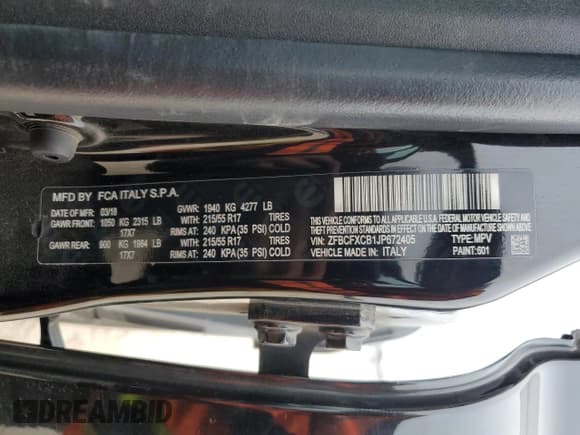 MFD BY FCA ITALY S.P.A.
DATE OF MFR: 03/18 GVWR: 1940 KG 4277 LB
GAWR FRONT: 1050 KG 2315 LB WITH: 215/55 R17 TIRES
17X7 RIMS AT: 240 KPA(35 PSI) COLD
GAWR REAR: 900 KG 1984 LB WITH: 215/55 R17 TIRES
17X7 RIMS AT: 240 KPA(35 PSI) COLD
THIS VEHICLE CONFORMS TO ALL APPLICABLE
U.S.A. FEDERAL MOTOR VEHICLE SAFETY, BUMPER, AND
THEFT PREVENTION STANDARDS IN EFFECT ON THE DATE
OF MANUFACTURE SHOWN ABOVE.
VIN: ZFBCFXCB1JP672405 TYPE: MPV
VEHICLE MADE IN: ITALY PAINT: 601
DREAMBID